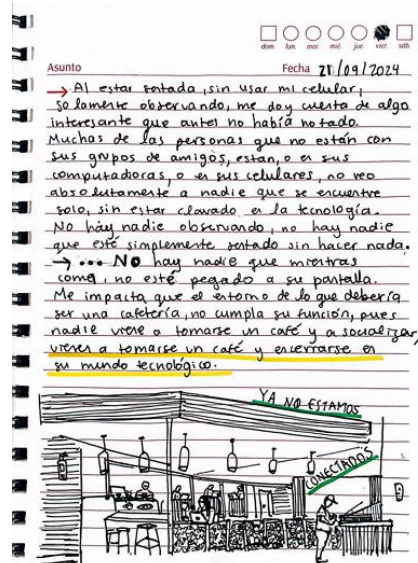 dom. lun. mar. mié. jue. vier. sáb.
Asunto Fecha 21/09/2024
→ Al estar sentada, sin usar mi celular,
solamente observando, me doy cuenta de algo
interesante que antes no había notado.
Muchas de las personas que no están con
sus grupos de amigos, estan, o en sus
computadoras, o en sus celulares, no veo
absolutamente a nadie que se encuentre
solo, sin estar clavado en la tecnología.
No hay nadie observando, no hay nadie
que esté simplemente sentado sin hacer nada.
→ ... No hay nadie que mientras
coma, no esté pegado a su pantalla.
Me impacta que el entorno de lo que debería
ser una cafetería, no cumpla su función, pues
nadie viene a tomarse un café y a socializar,
vienen a tomarse un café y encerrarse en
su mundo tecnológico.
YA NO ESTAMOS
CONECTADOS